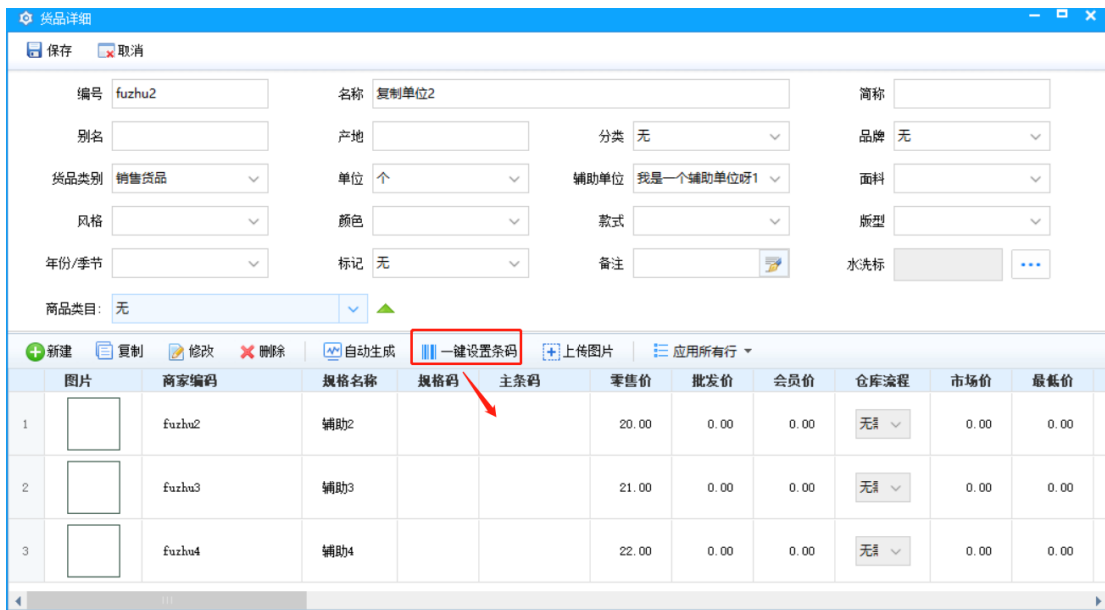 货品详细
保存 取消
编号 fuzhu2 名称 复制单位2 简称
别名 产地 分类 无 品牌 无
货品类别 销售货品 单位 个 辅助单位 我是一个辅助单位呀1 面料
风格 颜色 款式 版型
年份/季节 标记 无 备注 水洗标
商品类目: 无
新建 复制 修改 删除 自动生成 一键设置条码 上传图片 应用所有行
图片 商家编码 规格名称 规格码 主条码 零售价 批发价 会员价 仓库流程 市场价 最低价
1 fuzhu2 辅助2 20.00 0.00 0.00 无 0.00 0.00
2 fuzhu3 辅助3 21.00 0.00 0.00 无 0.00 0.00
3 fuzhu4 辅助4 22.00 0.00 0.00 无 0.00 0.00